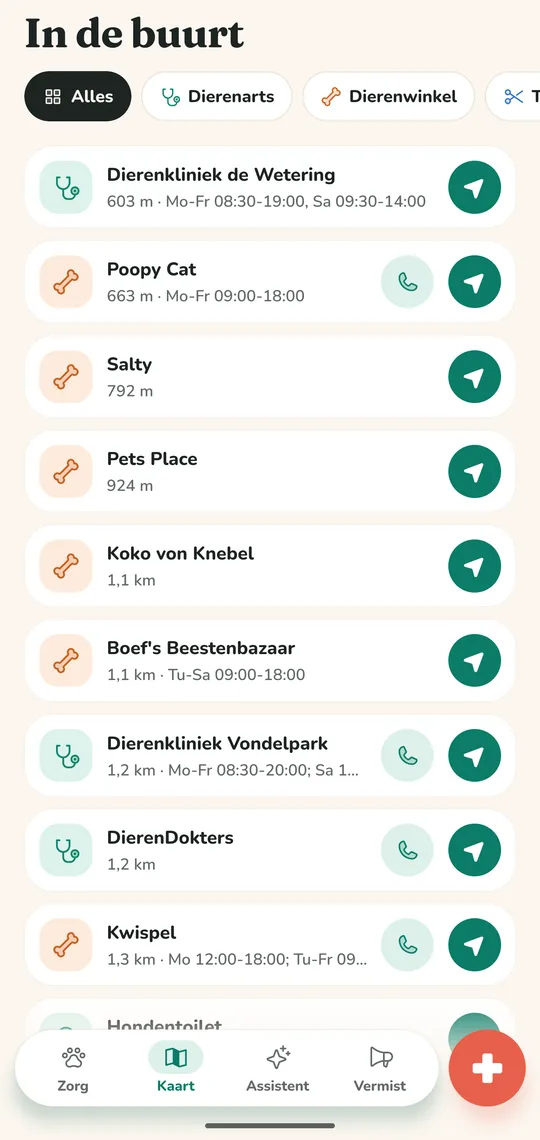 In de buurt
Alles
Dierenarts
Dierenwinkel
T
Dierenkliniek de Wetering
603 m · Mo-Fr 08:30-19:00, Sa 09:30-14:00
Poopy Cat
663 m · Mo-Fr 09:00-18:00
Salty
792 m
Pets Place
924 m
Koko von Knebel
1,1 km
Boef's Beestenbazaar
1,1 km · Tu-Sa 09:00-18:00
Dierenkliniek Vondelpark
1,2 km · Mo-Fr 08:30-20:00; Sa 1...
DierenDokters
1,2 km
Kwispel
1,3 km · Mo 12:00-18:00; Tu-Fr 09...
Hondentoilet
Zorg
Kaart
Assistent
Vermist